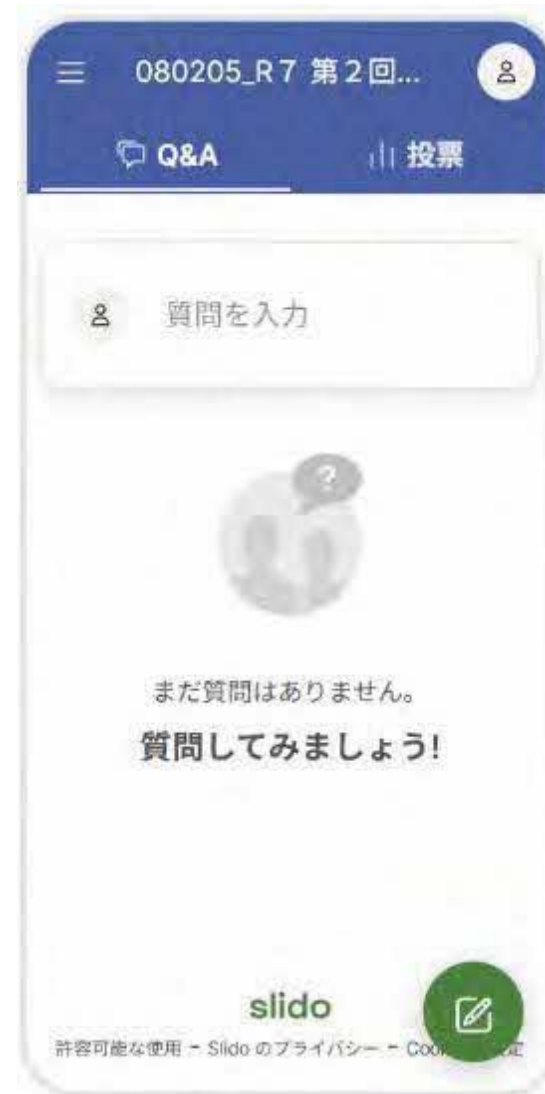 080205_R7 第2回...
Q&A
投票
質問を入力
?
まだ質問はありません。
質問してみましょう!
slido
許容可能な使用 - Slido のプライバシー - Coo 定